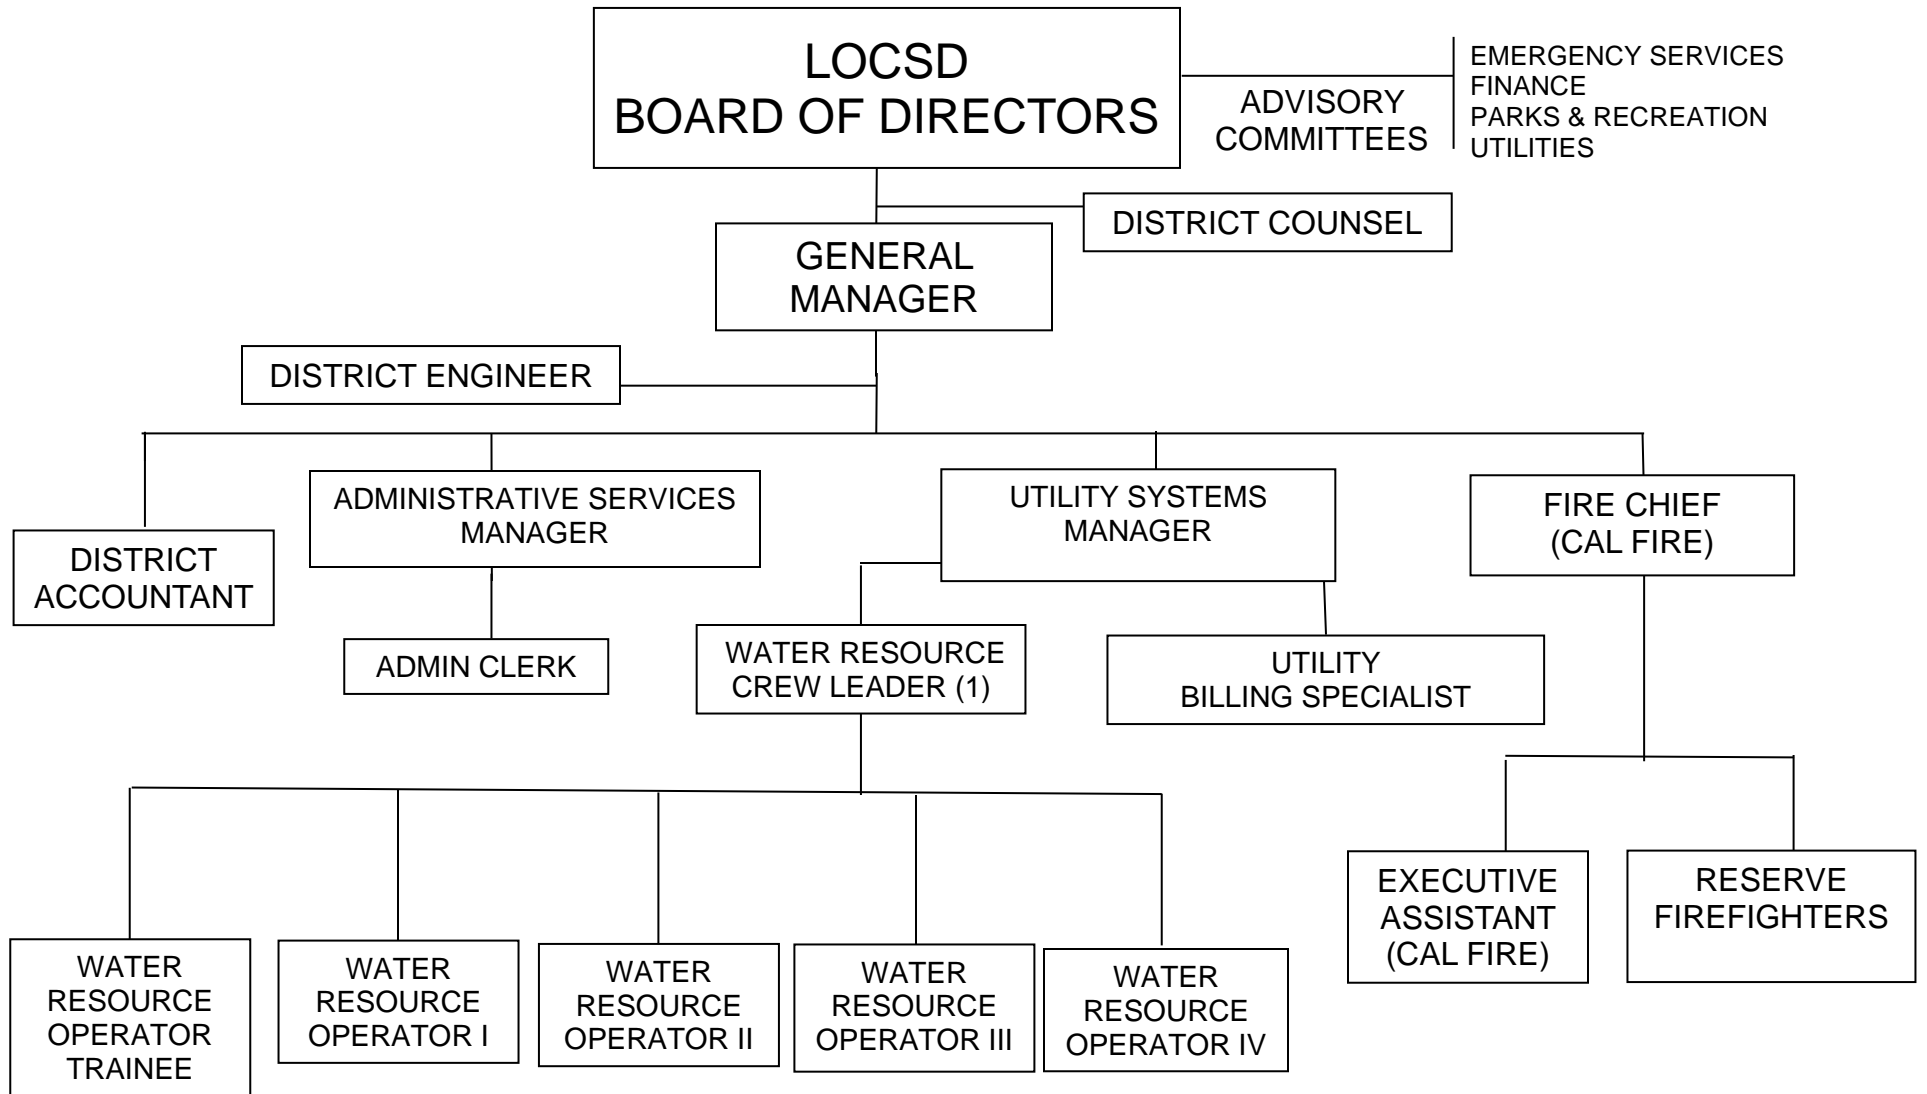 LOCSD
BOARD OF DIRECTORS
ADVISORY
COMMITTEES
EMERGENCY SERVICES
FINANCE
PARKS & RECREATION
UTILITIES
DISTRICT COUNSEL
GENERAL
MANAGER
DISTRICT ENGINEER
DISTRICT
ACCOUNTANT
ADMINISTRATIVE SERVICES
MANAGER
UTILITY SYSTEMS
MANAGER
FIRE CHIEF
(CAL FIRE)
ADMIN CLERK
WATER RESOURCE
CREW LEADER (1)
UTILITY
BILLING SPECIALIST
WATER
RESOURCE
OPERATOR
TRAINEE
WATER
RESOURCE
OPERATOR I
WATER
RESOURCE
OPERATOR II
WATER
RESOURCE
OPERATOR III
WATER
RESOURCE
OPERATOR IV
EXECUTIVE
ASSISTANT
(CAL FIRE)
RESERVE
FIREFIGHTERS